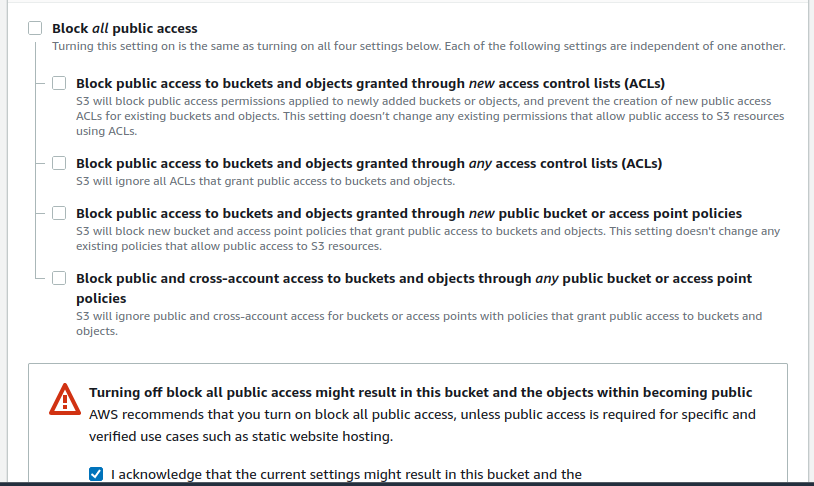 Block all public access
Turning this setting on is the same as turning on all four settings below. Each of the following settings are independent of one another.
Block public access to buckets and objects granted through new access control lists (ACLs)
S3 will block public access permissions applied to newly added buckets or objects, and prevent the creation of new public access
ACLs for existing buckets and objects. This setting doesn't change any existing permissions that allow public access to S3 resources
using ACLs.
Block public access to buckets and objects granted through any access control lists (ACLs)
S3 will ignore all ACLs that grant public access to buckets and objects.
Block public access to buckets and objects granted through new public bucket or access point policies
S3 will block new bucket and access point policies that grant public access to buckets and objects. This setting doesn't change any
existing policies that allow public access to S3 resources.
Block public and cross-account access to buckets and objects through any public bucket or access point
policies
S3 will ignore public and cross-account access for buckets or access points with policies that grant public access to buckets and
objects.
Turning off block all public access might result in this bucket and the objects within becoming public
AWS recommends that you turn on block all public access, unless public access is required for specific and
verified use cases such as static website hosting.
I acknowledge that the current settings might result in this bucket and the